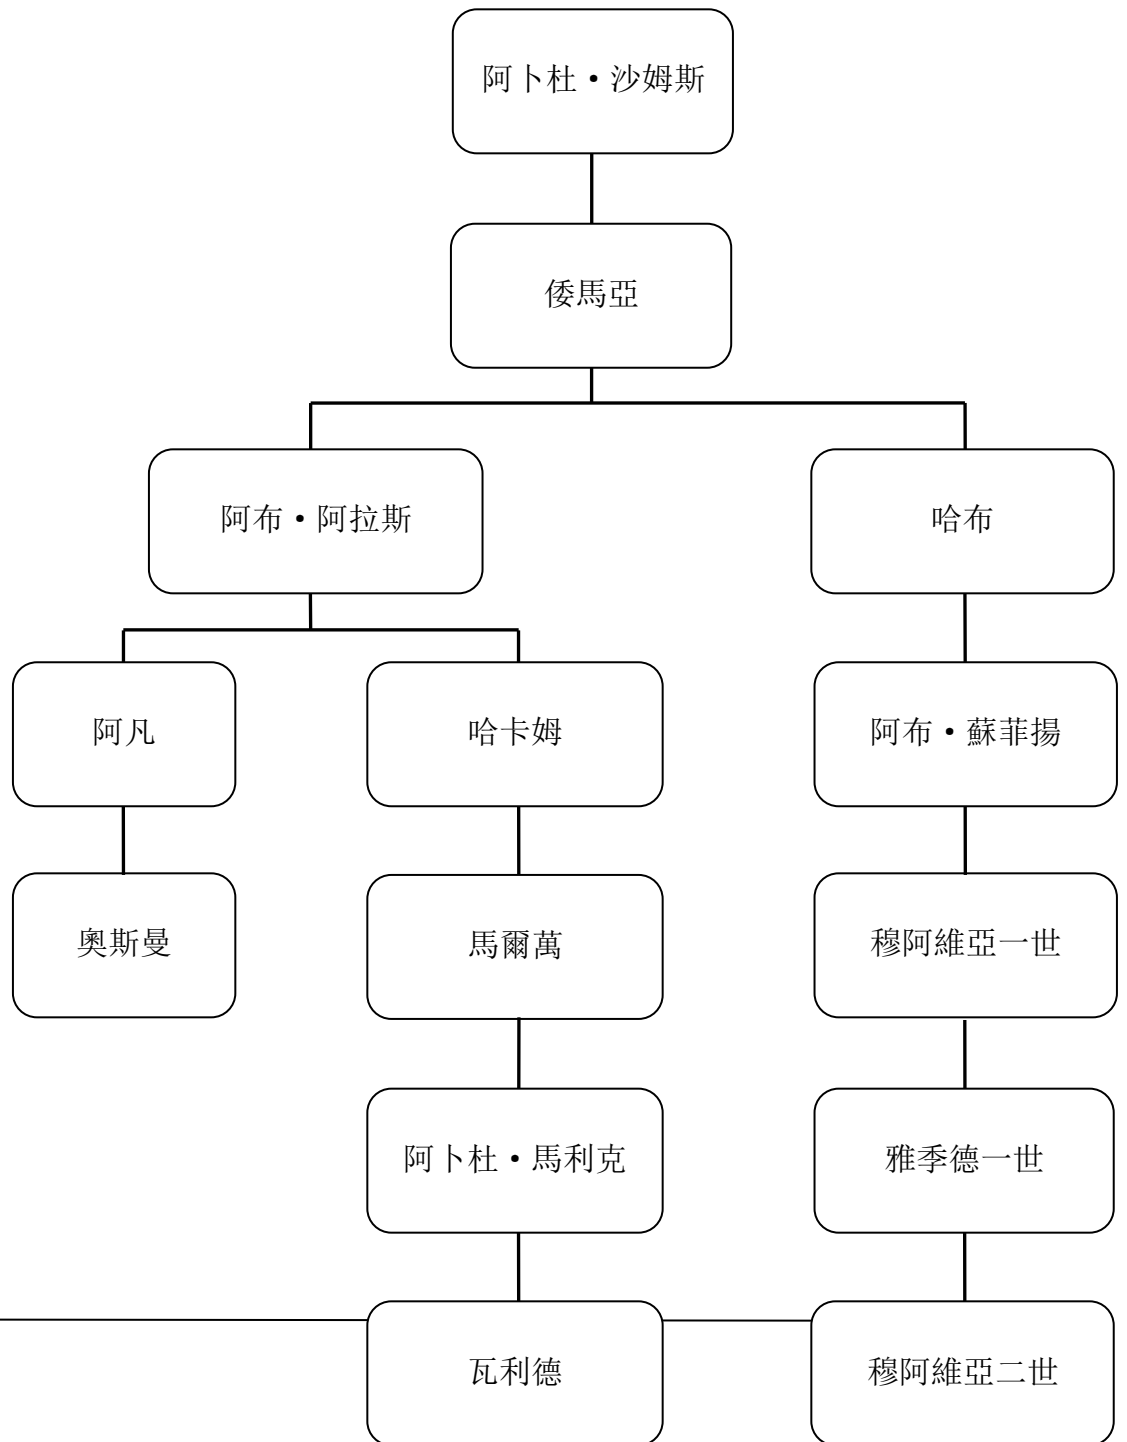 阿卜杜•沙姆斯
倭馬亞
阿布•阿拉斯
哈布
阿凡
哈卡姆
阿布•蘇菲揚
奧斯曼
馬爾萬
穆阿維亞一世
阿卜杜•馬利克
雅季德一世
瓦利德
穆阿維亞二世